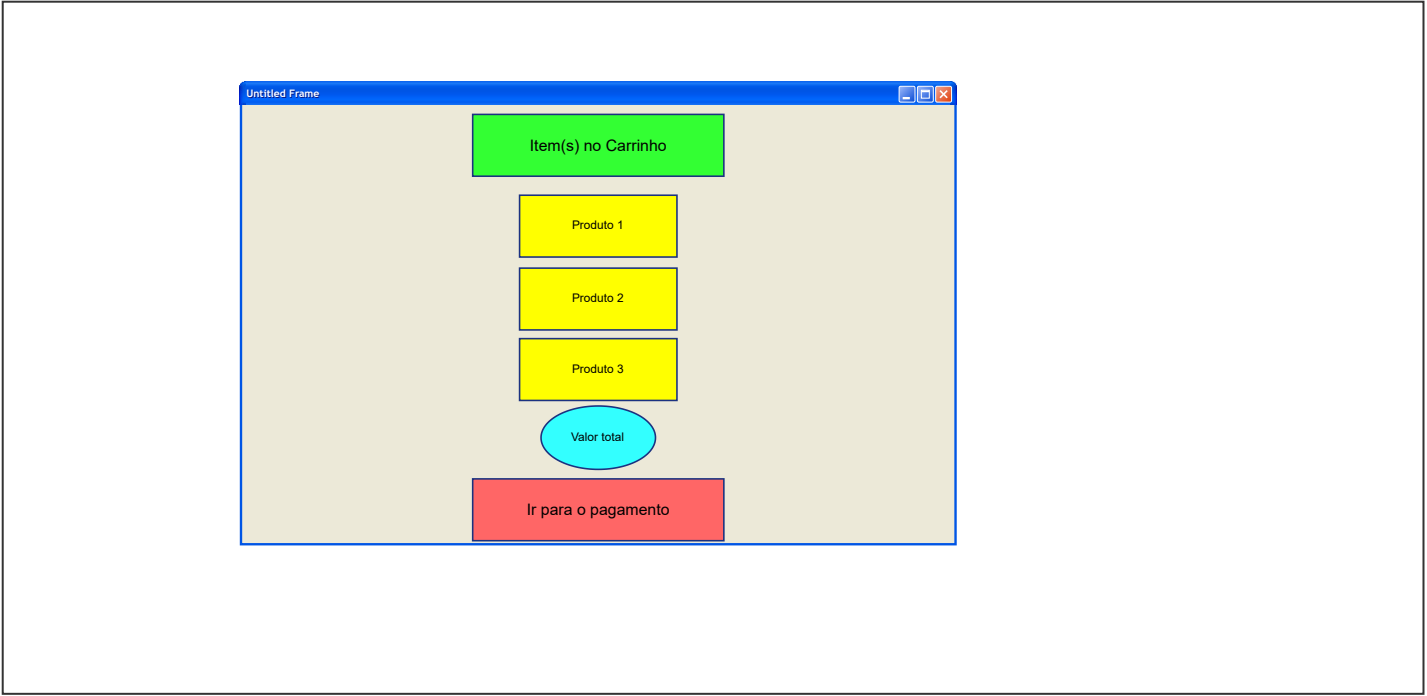 Untitled Frame
Item(s) no Carrinho
Produto 1
Produto 2
Produto 3
Valor total
Ir para o pagamento